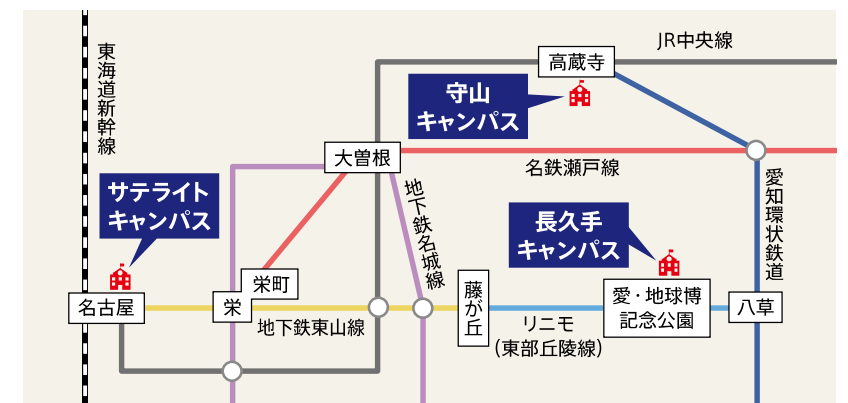 JR中央線
高蔵寺
東海道新幹線
守山
キャンパス
大曽根
名鉄瀬戸線
サテライト
キャンパス
地下鉄名城線
愛知環状鉄道
長久手
キャンパス
栄町
名古屋
栄
藤が丘
愛・地球博
記念公園
八草
地下鉄東山線
リニモ
(東部丘陵線)